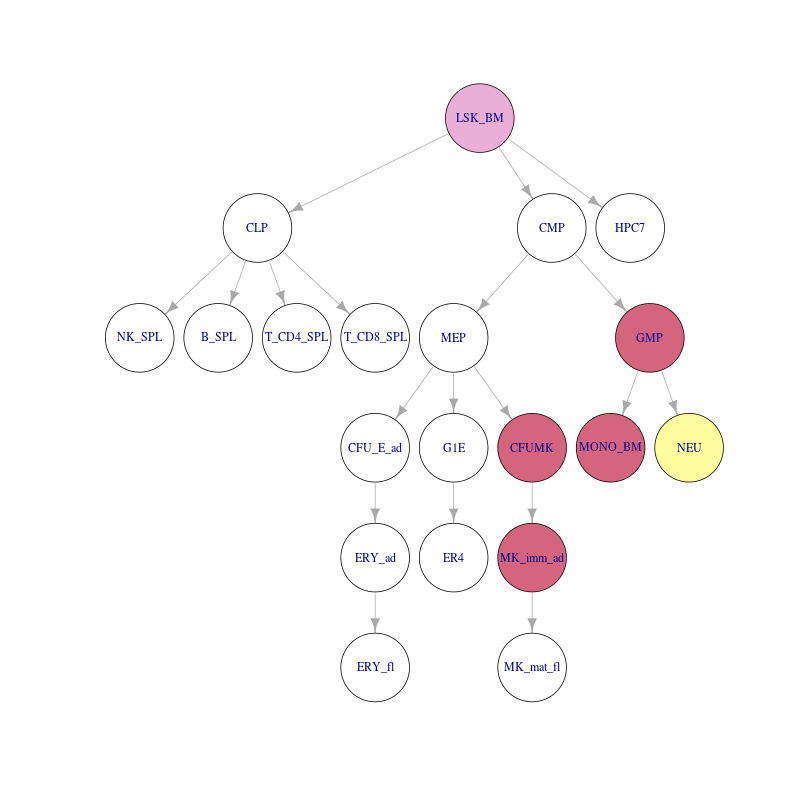 LSK_BM
CLP
CMP
HPC7
NK_SPL
B_SPL
T_CD4_SPL
T_CD8_SPL
MEP
GMP
CFU_E_ad
G1E
CFUMK
MONO_BM
NEU
ERY_ad
ER4
MK_imm_ad
ERY_fl
MK_mat_fl